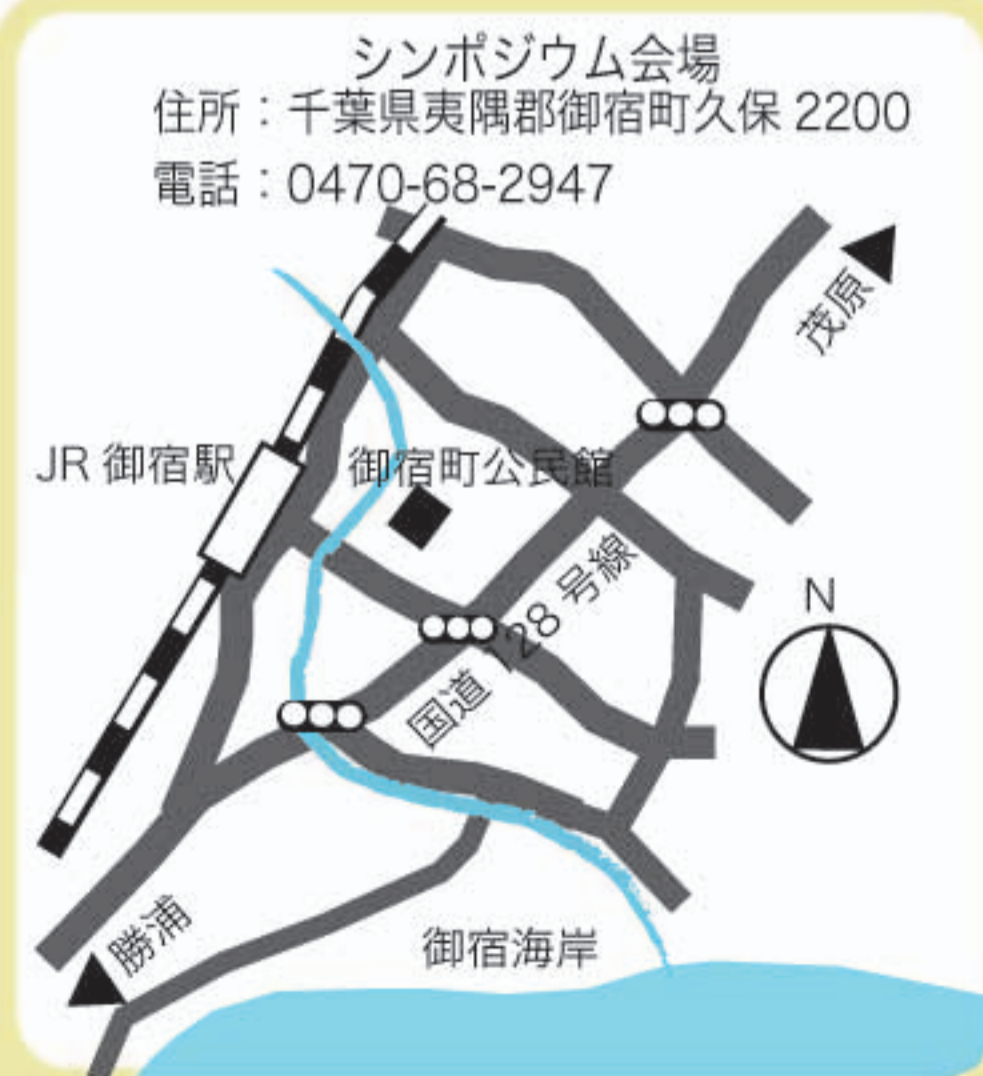 シンポジウム会場
住所：千葉県夷隅郡御宿町久保 2200
電話：0470-68-2947
茂原
JR 御宿駅
御宿町公民館
国道 128 号線
N
勝浦
御宿海岸